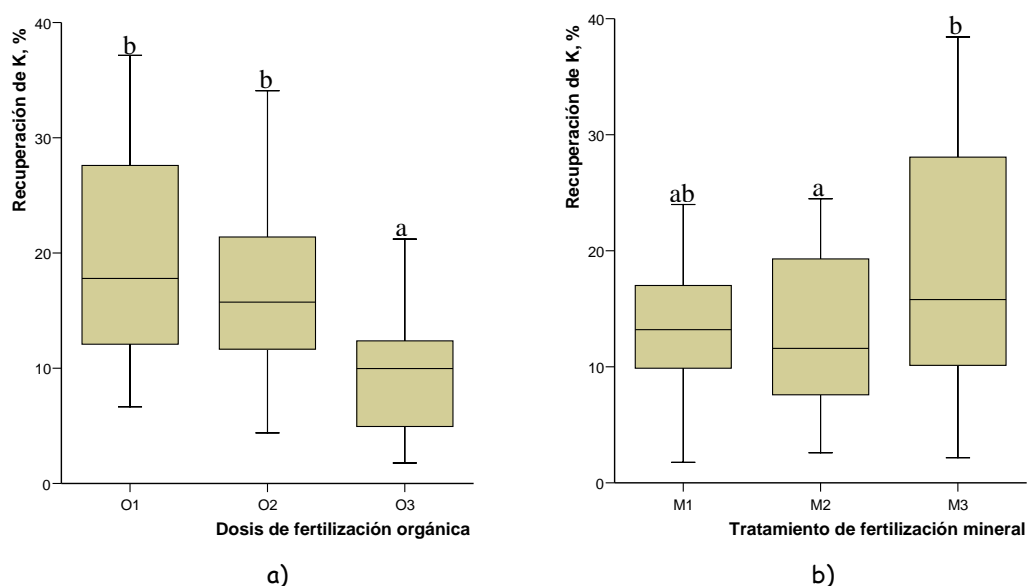 Recuperación de K, %
40
30
20
10
0
b
b
a
O1
O2
O3
Dosis de fertilización orgánica
a)
Recuperación de K, %
40
30
20
10
0
ab
a
b
M1
M2
M3
Tratamiento de fertilización mineral
b)